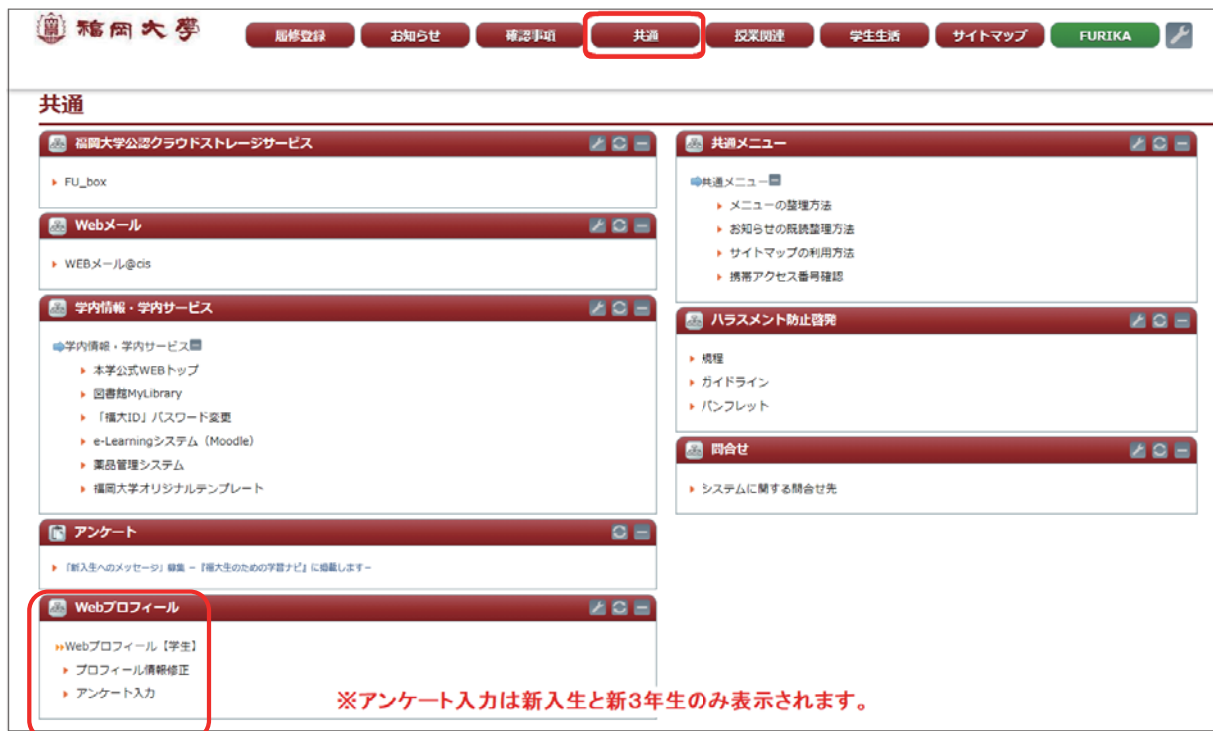 福岡大學
履修登録 お知らせ 確認事項 共通 授業関連 学生生活 サイトマップ FURIKA
共通
福岡大学公認クラウドストレージサービス
FU_box
Webメール
WEBメール@cis
学内情報・学内サービス
学内情報・学内サービス
本学公式WEBトップ
図書館MyLibrary
「福大ID」パスワード変更
e-Learningシステム（Moodle）
薬品管理システム
福岡大学オリジナルテンプレート
アンケート
「新入生へのメッセージ」募集 －『福大生のための学習ナビ』に掲載します－
Webプロフィール
Webプロフィール【学生】
プロフィール情報修正
アンケート入力
共通メニュー
共通メニュー
メニューの整理方法
お知らせの既読整理方法
サイトマップの利用方法
携帯アクセス番号確認
ハラスメント防止啓発
規程
ガイドライン
パンフレット
問合せ
システムに関する問合せ先
※アンケート入力は新入生と新3年生のみ表示されます。